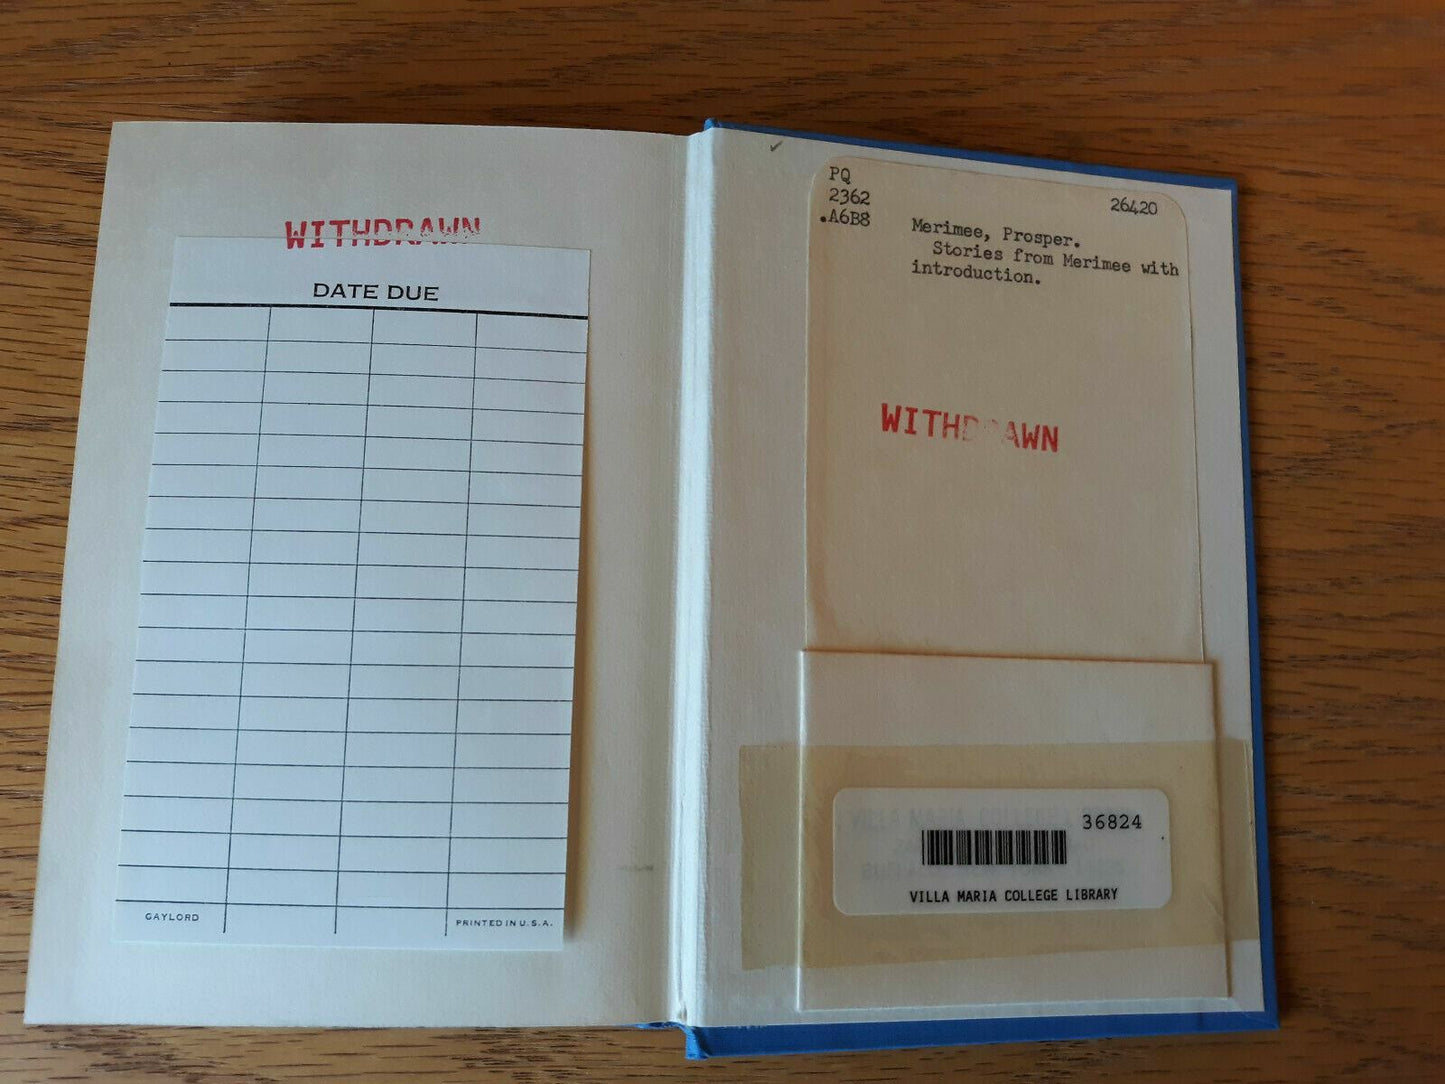 WITHDRAWN
DATE DUE
GAYLORD
PRINTED IN U.S.A.
PQ
2362
.A6B8
26420
Merimee, Prosper.
Stories from Merimee with
introduction.
WITHDRAWN
36824
VILLA MARIA COLLEGE LIBRARY